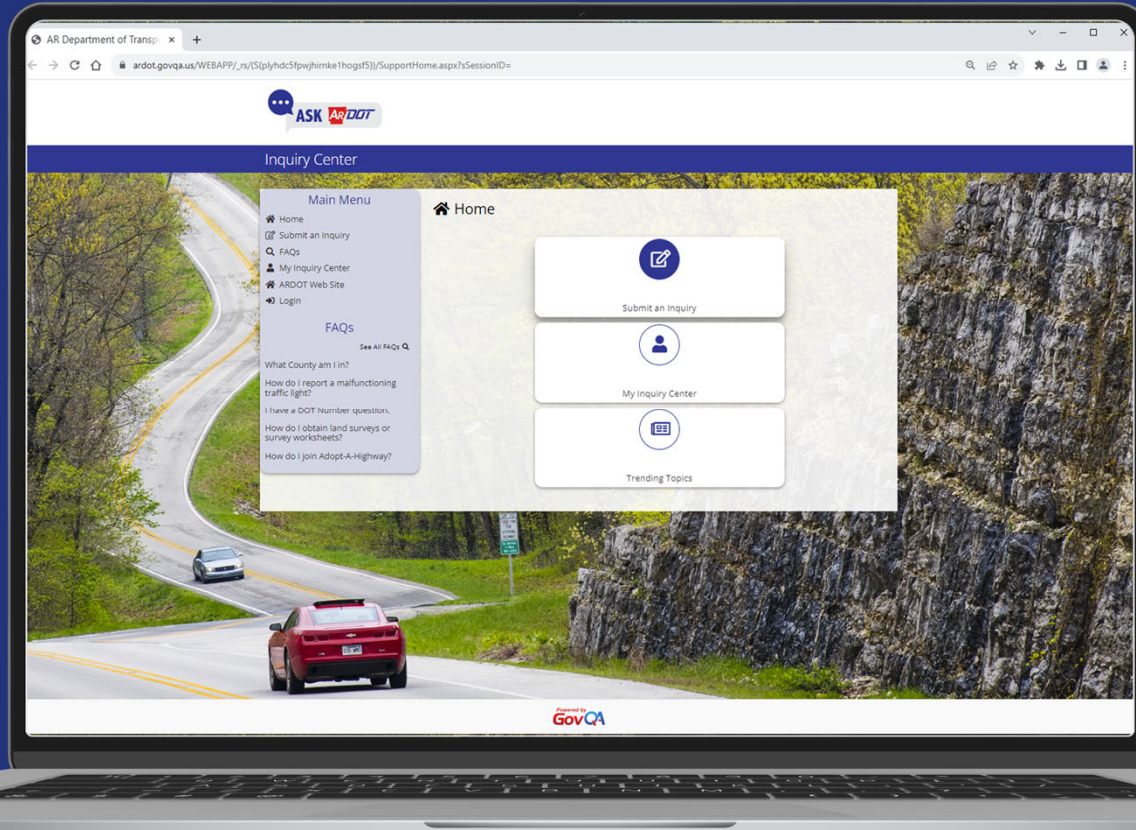 AR Department of Transp
ardot.govqa.us/WEBAPP/_rs/(S(plyhdc5fpwjhirnke1hogsf5))/SupportHome.aspx?sSessionID=
ASK ARDOT
Inquiry Center
Main Menu
Home
Submit an Inquiry
FAQs
My Inquiry Center
ARDOT Web Site
Login
FAQs
See All FAQs
What County am I in?
How do I report a malfunctioning
traffic light?
I have a DOT Number question.
How do I obtain land surveys or
survey worksheets?
How do I join Adopt-A-Highway?
Home
Submit an Inquiry
My Inquiry Center
Trending Topics
Powered by
GovQA